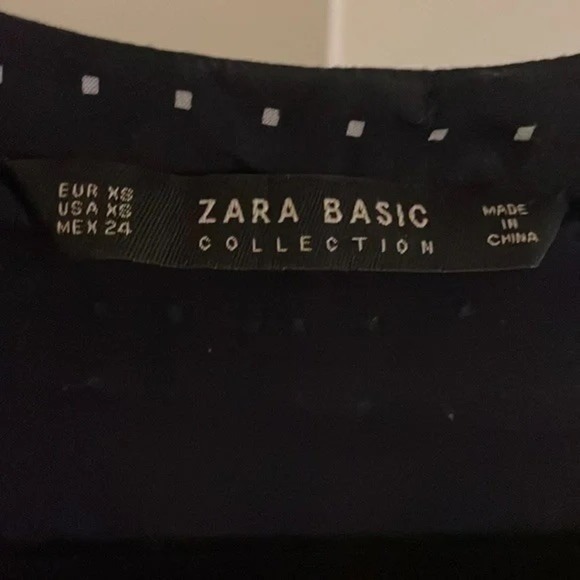 EUR XS
USA XS
MEX 24
ZARA BASIC
COLLECTION
MADE
IN
CHINA